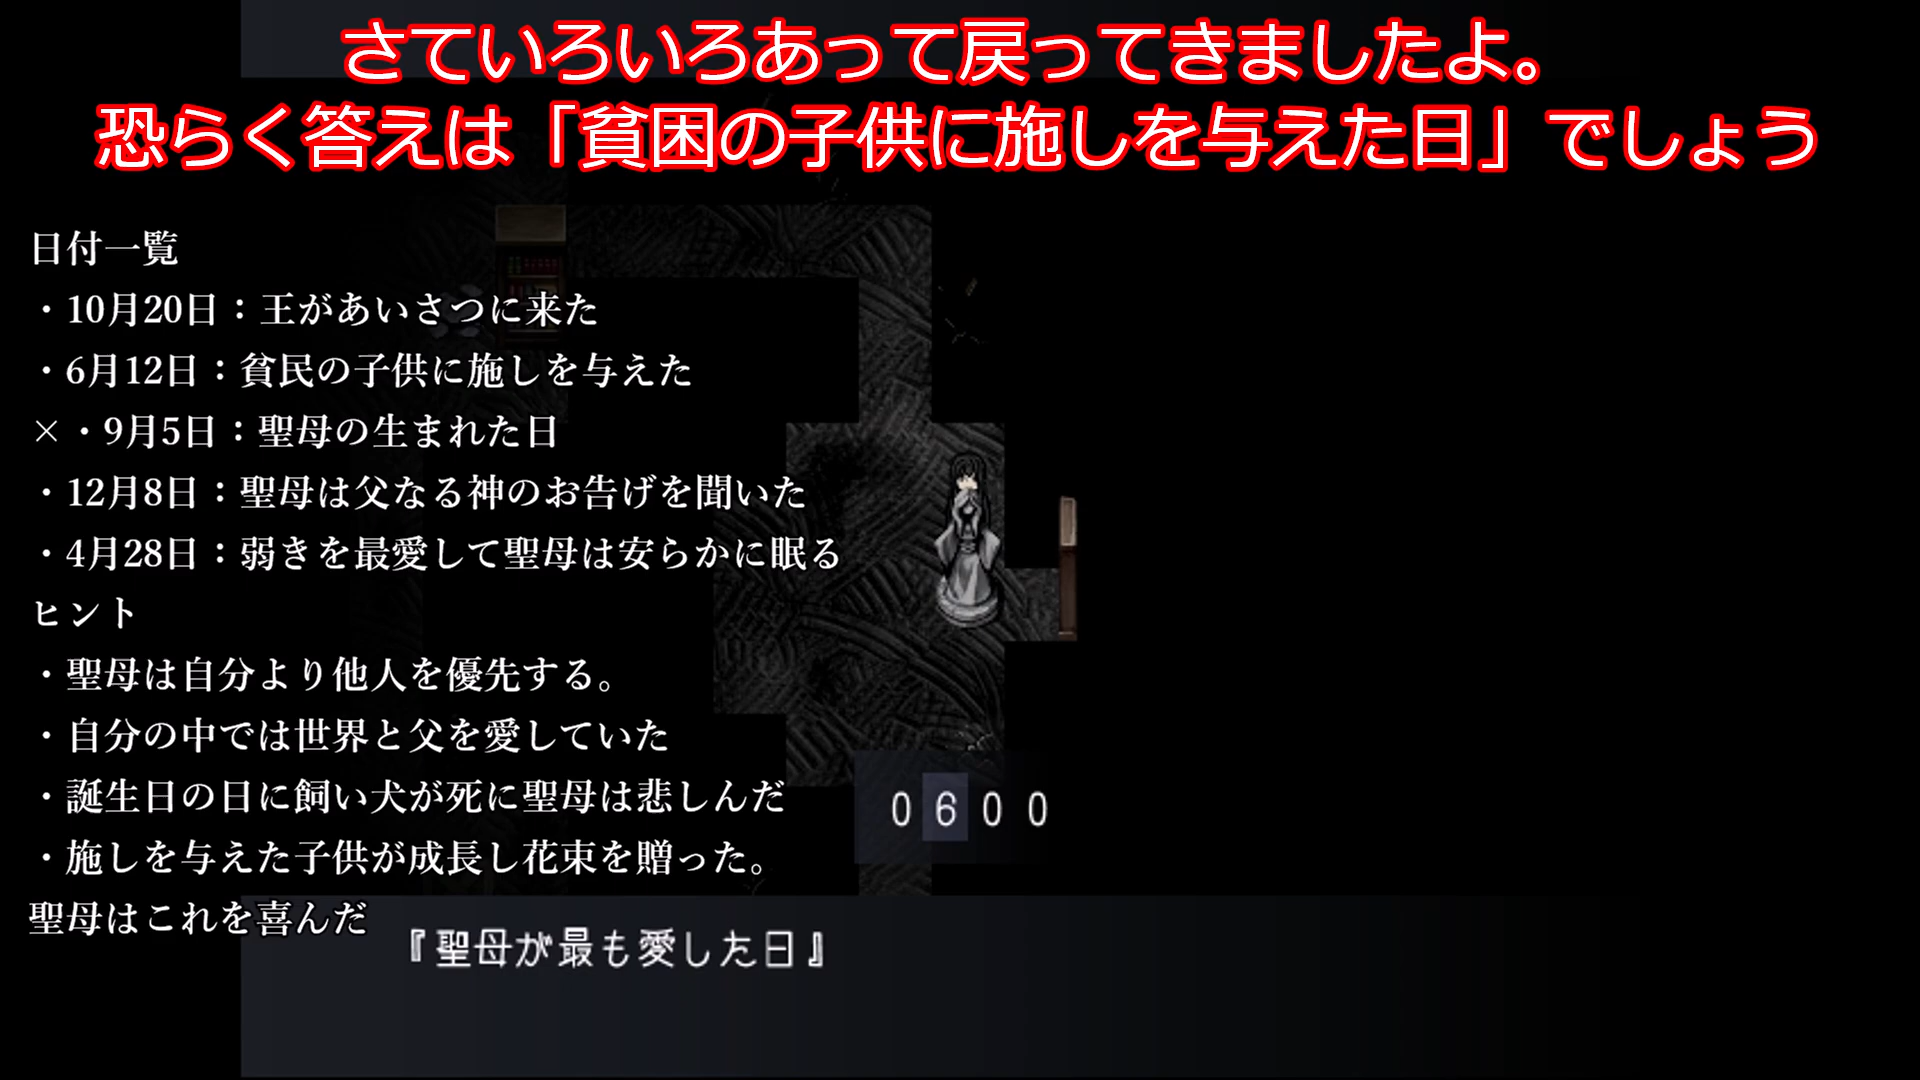 さていろいろあって戻ってきましたよ。
恐らく答えは「貧困の子供に施しを与えた日」でしょう
日付一覧
・10月20日：王があいさつに来た
・6月12日：貧民の子供に施しを与えた
×・9月5日：聖母の生まれた日
・12月8日：聖母は父なる神のお告げを聞いた
・4月28日：弱きを最愛して聖母は安らかに眠る
ヒント
・聖母は自分より他人を優先する。
・自分の中では世界と父を愛していた
・誕生日の日に飼い犬が死に聖母は悲しんだ
・施しを与えた子供が成長し花束を贈った。
聖母はこれを喜んだ
0600
『聖母が最も愛した日』